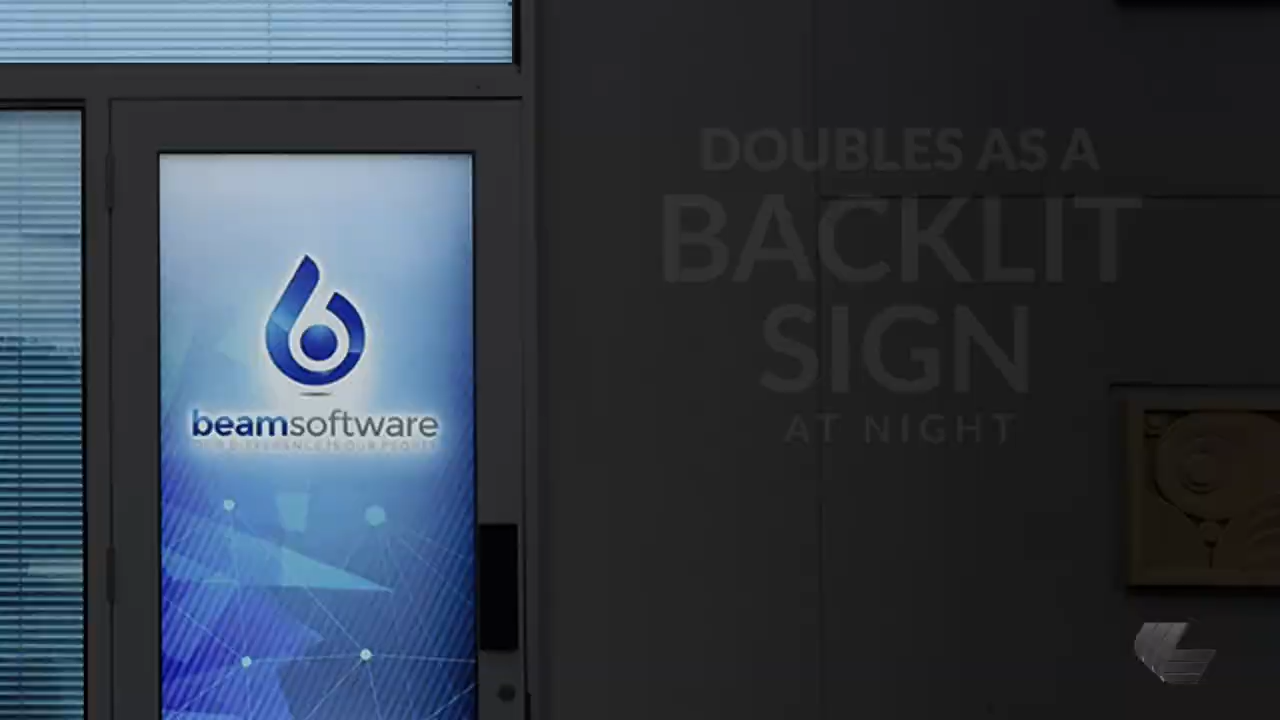 DOUBLES AS A
BACKLIT
SIGN
AT NIGHT
beamsoftware